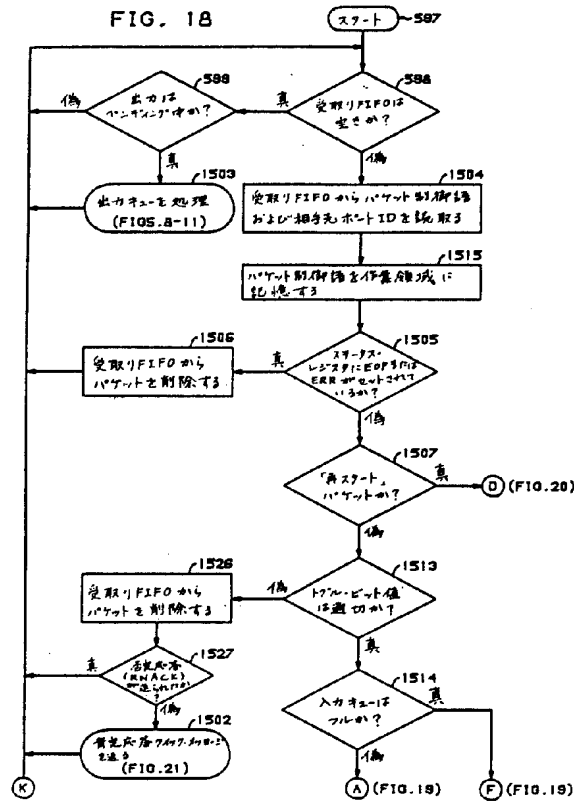 FIG. 18
スタート
587
588
受取りFIFOは
空きか?
真
偽
589
出力は
ペンディング中か?
偽
真
1503
出力キューを処理
(FIGS.8-11)
1504
受取りFIFOからパケット制御語
および相手先ポートIDを読取る
1515
パケット制御語を作業領域に
記憶する
1505
ステータス・
レジスタにEOPまたは
ERRがセットされて
いるか?
真
偽
1506
受取りFIFOから
パケットを削除する
1507
「再スタート」
パケットか?
真
D (FIG.20)
偽
1513
トグル・ビット値
は適切か?
偽
真
1526
受取りFIFOから
パケットを削除する
1527
否定応答
(RNACK)
が送られたか
?
真
偽
1502
否定応答クイック・メッセージ
を送る
(FIG.21)
1514
入力キューは
フルか?
真
偽
K
A (FIG.19)
F (FIG.19)